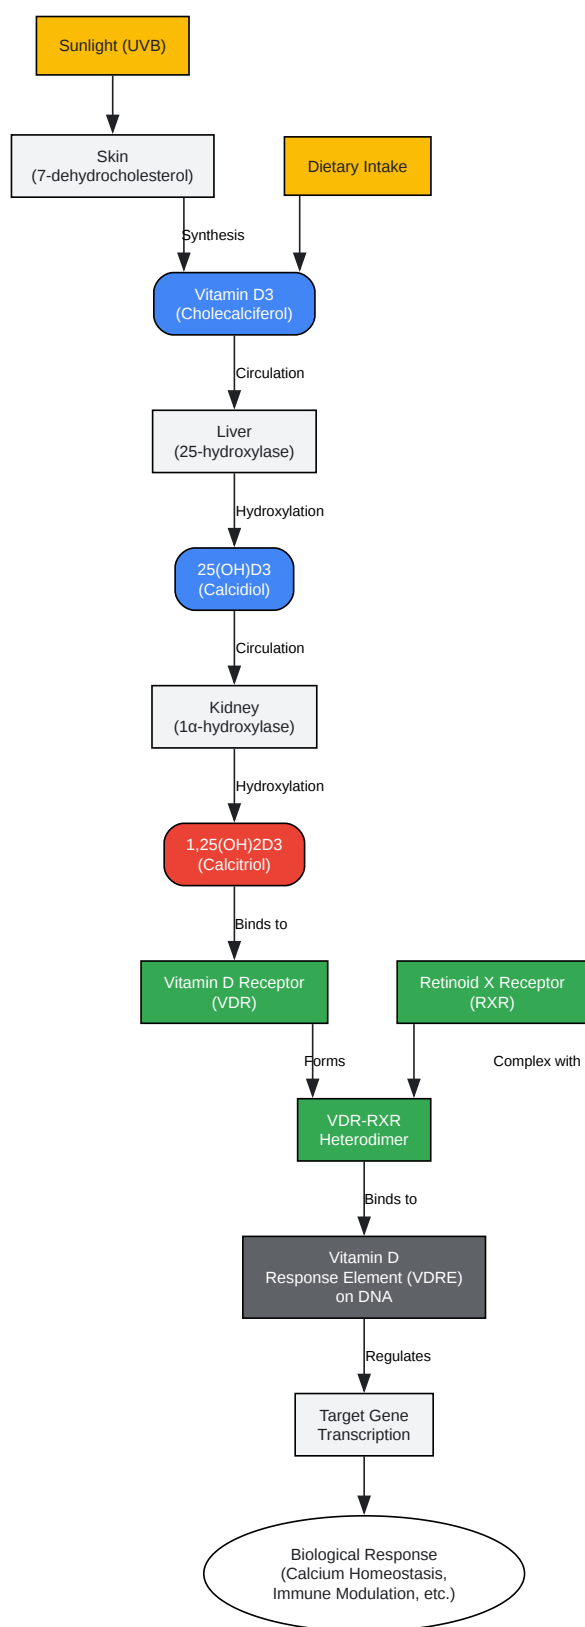 Sunlight (UVB)
Skin
(7-dehydrocholesterol)
Dietary Intake
Synthesis
Vitamin D3
(Cholecalciferol)
Circulation
Liver
(25-hydroxylase)
Hydroxylation
25(OH)D3
(Calcidiol)
Circulation
Kidney
(1α-hydroxylase)
Hydroxylation
1,25(OH)2D3
(Calcitriol)
Binds to
Vitamin D Receptor
(VDR)
Retinoid X Receptor
(RXR)
Forms
Complex with
VDR-RXR
Heterodimer
Binds to
Vitamin D
Response Element (VDRE)
on DNA
Regulates
Target Gene
Transcription
Biological Response
(Calcium Homeostasis,
Immune Modulation, etc.)